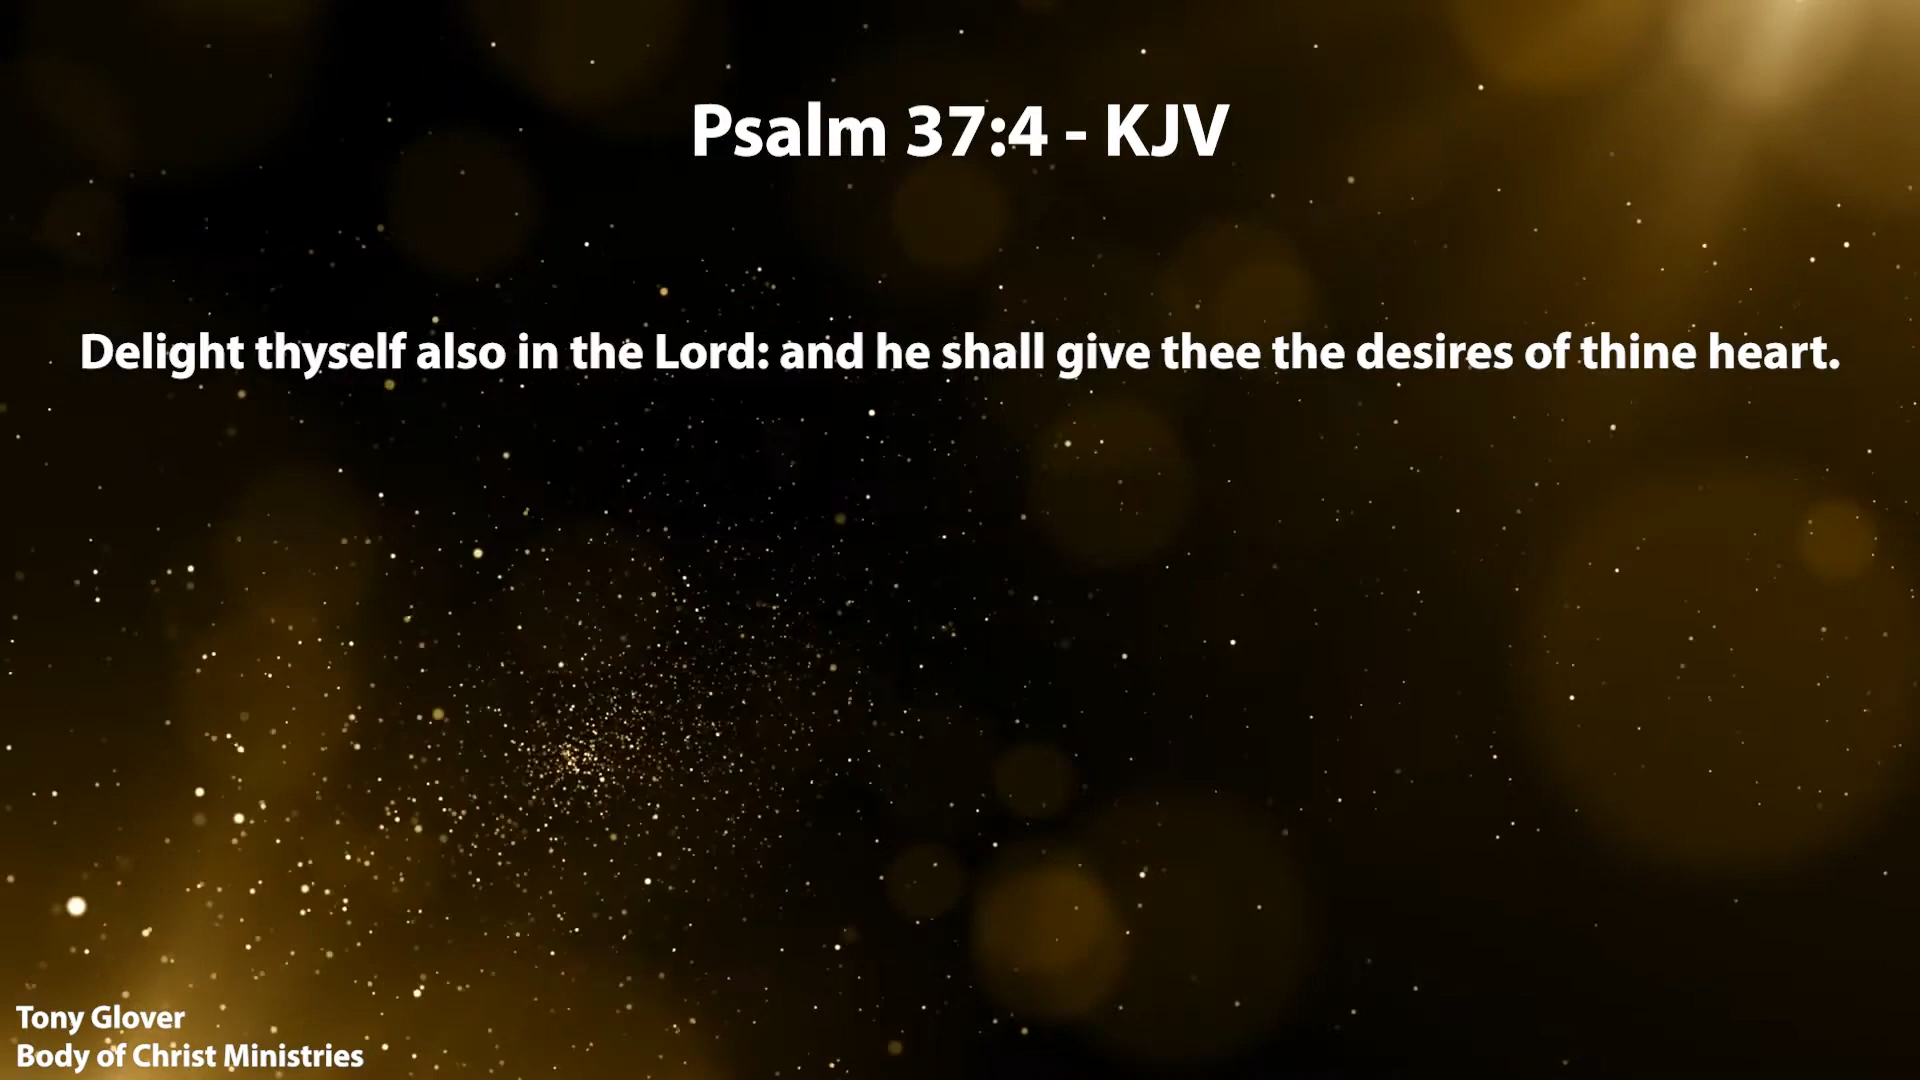 Psalm 37:4 - KJV
Delight thyself also in the Lord: and he shall give thee the desires of thine heart.
Tony Glover
Body of Christ Ministries